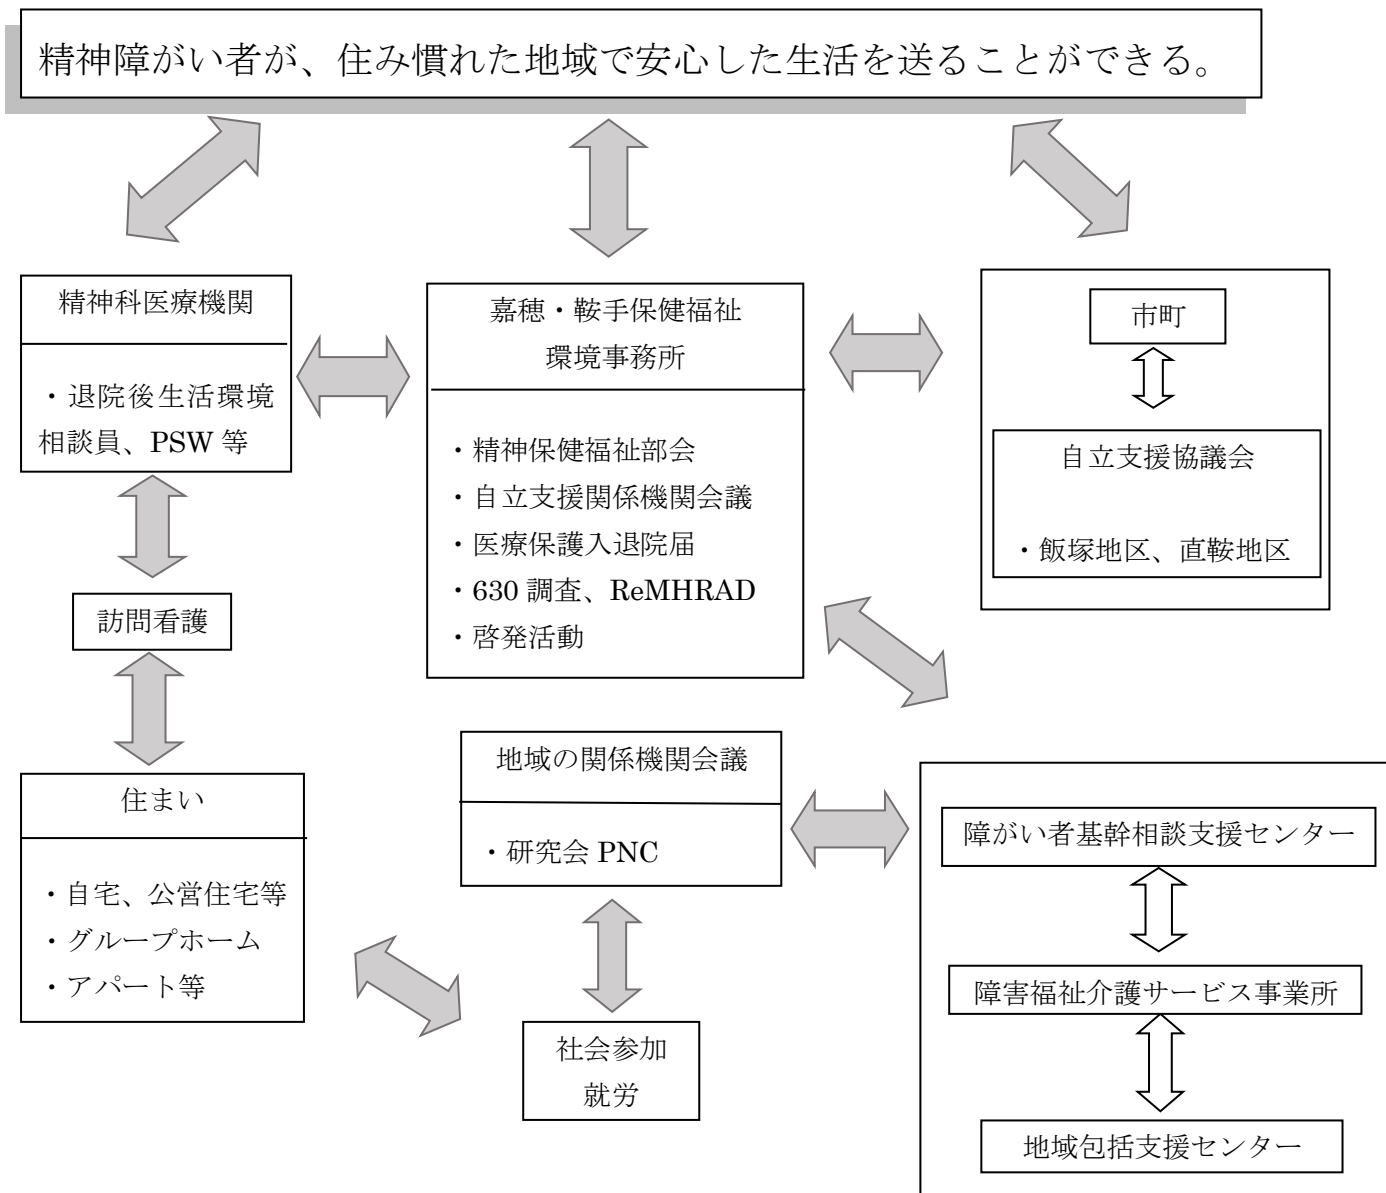 精神障がい者が、住み慣れた地域で安心した生活を送ることができる。
精神科医療機関
・退院後生活環境
相談員、PSW 等
嘉穂・鞍手保健福祉
環境事務所
・精神保健福祉部会
・自立支援関係機関会議
・医療保護入退院届
・630 調査、ReMHRAD
・啓発活動
市町
自立支援協議会
・飯塚地区、直鞍地区
訪問看護
住まい
・自宅、公営住宅等
・グループホーム
・アパート等
地域の関係機関会議
・研究会 PNC
社会参加
就労
障がい者基幹相談支援センター
障害福祉介護サービス事業所
地域包括支援センター